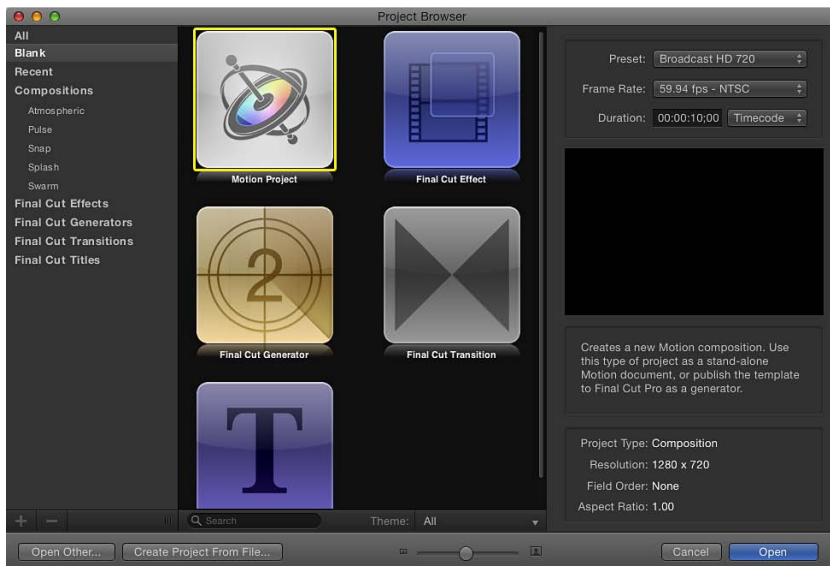 Project Browser
All
Blank
Recent
Compositions
Atmospheric
Pulse
Snap
Splash
Swarm
Final Cut Effects
Final Cut Generators
Final Cut Transitions
Final Cut Titles
Motion Project
Final Cut Effect
2
Final Cut Generator
Final Cut Transition
T
Search
Theme: All
Preset: Broadcast HD 720
Frame Rate: 59.94 fps - NTSC
Duration: 00:00:10;00 Timecode
Creates a new Motion composition. Use
this type of project as a stand-alone
Motion document, or publish the template
to Final Cut Pro as a generator.
Project Type: Composition
Resolution: 1280 x 720
Field Order: None
Aspect Ratio: 1.00
Open Other...
Create Project From File...
Cancel
Open